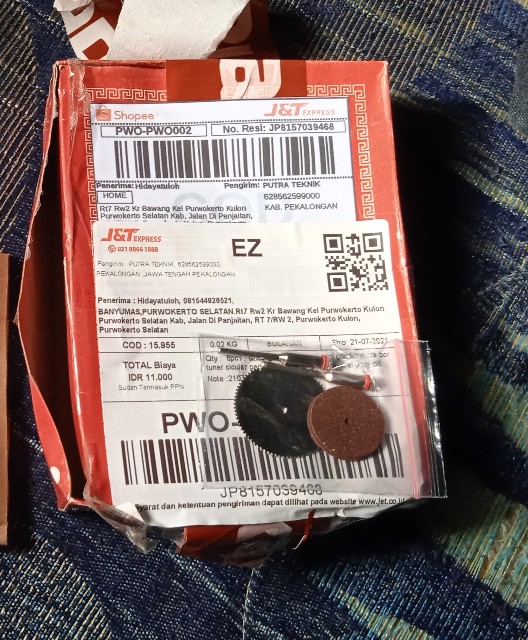 Shopee
J&T EXPRESS
PWO-PWO002
No. Resi: JP8157039468
Penerima: Hidayatuloh
Pengirim: PUTRA TEKNIK
HOME
628562599000
Rt7 Rw2 Kr Bawang Kel Purwokerto Kulon
KAB. PEKALONGAN
Purwokerto Selatan Kab, Jalan Di Panjaitan,
J&T EXPRESS
021 8066 1888
EZ
Pengirim: PUTRA TEKNIK, 628562599000,
PEKALONGAN ,JAWA TENGAH,PEKALONGAN
Penerima : Hidayatuloh, 081544926521,
BANYUMAS,PURWOKERTO SELATAN,Rt7 Rw2 Kr Bawang Kel Purwokerto Kulon
Purwokerto Selatan Kab, Jalan Di Panjaitan, RT 7/RW 2, Purwokerto Kulon,
Purwokerto Selatan
COD : 15.955
0.02 KG
BULANAN
21-07-2021
TOTAL Biaya
IDR 11.000
Sudah Termasuk PPN
Qty : 6pcs
Note :
PWO-
JP8157039468
Syarat dan ketentuan pengiriman dapat dilihat pada website www.jet.co.id